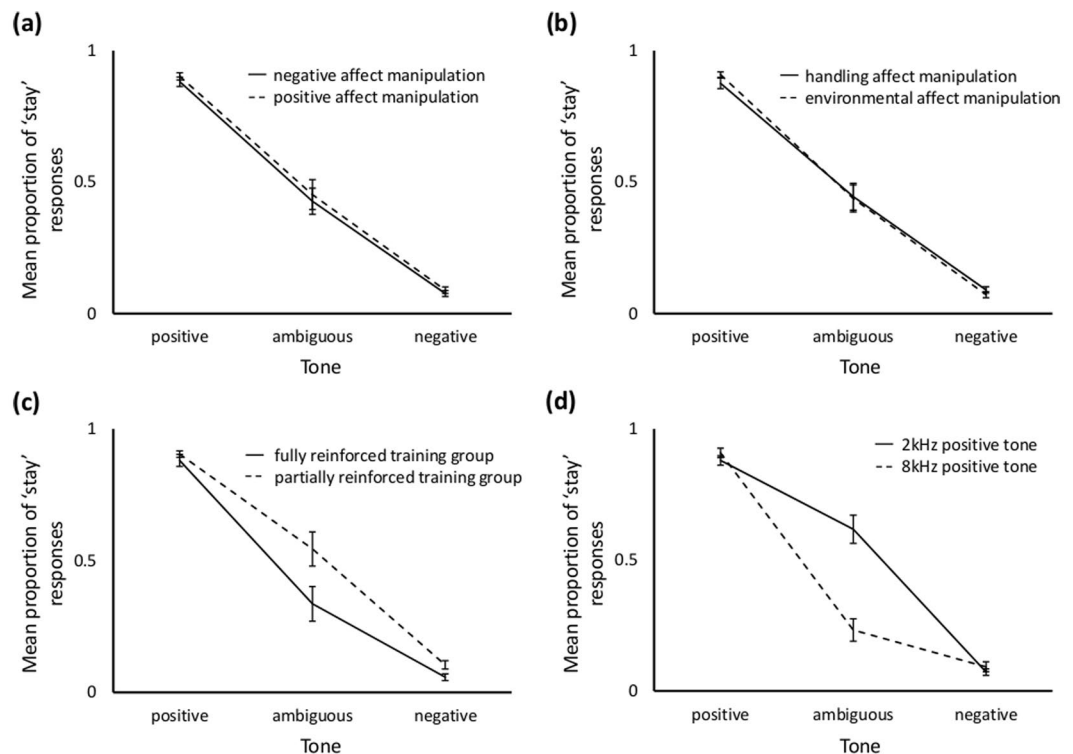 (a)
Mean proportion of 'stay'
responses
1
0.5
0
negative affect manipulation
positive affect manipulation
positive
ambiguous
negative
Tone
(b)
Mean proportion of 'stay'
responses
1
0.5
0
handling affect manipulation
environmental affect manipulation
positive
ambiguous
negative
Tone
(c)
Mean proportion of 'stay'
responses
1
0.5
0
fully reinforced training group
partially reinforced training group
positive
ambiguous
negative
Tone
(d)
Mean proportion of 'stay'
responses
1
0.5
0
2kHz positive tone
8kHz positive tone
positive
ambiguous
negative
Tone